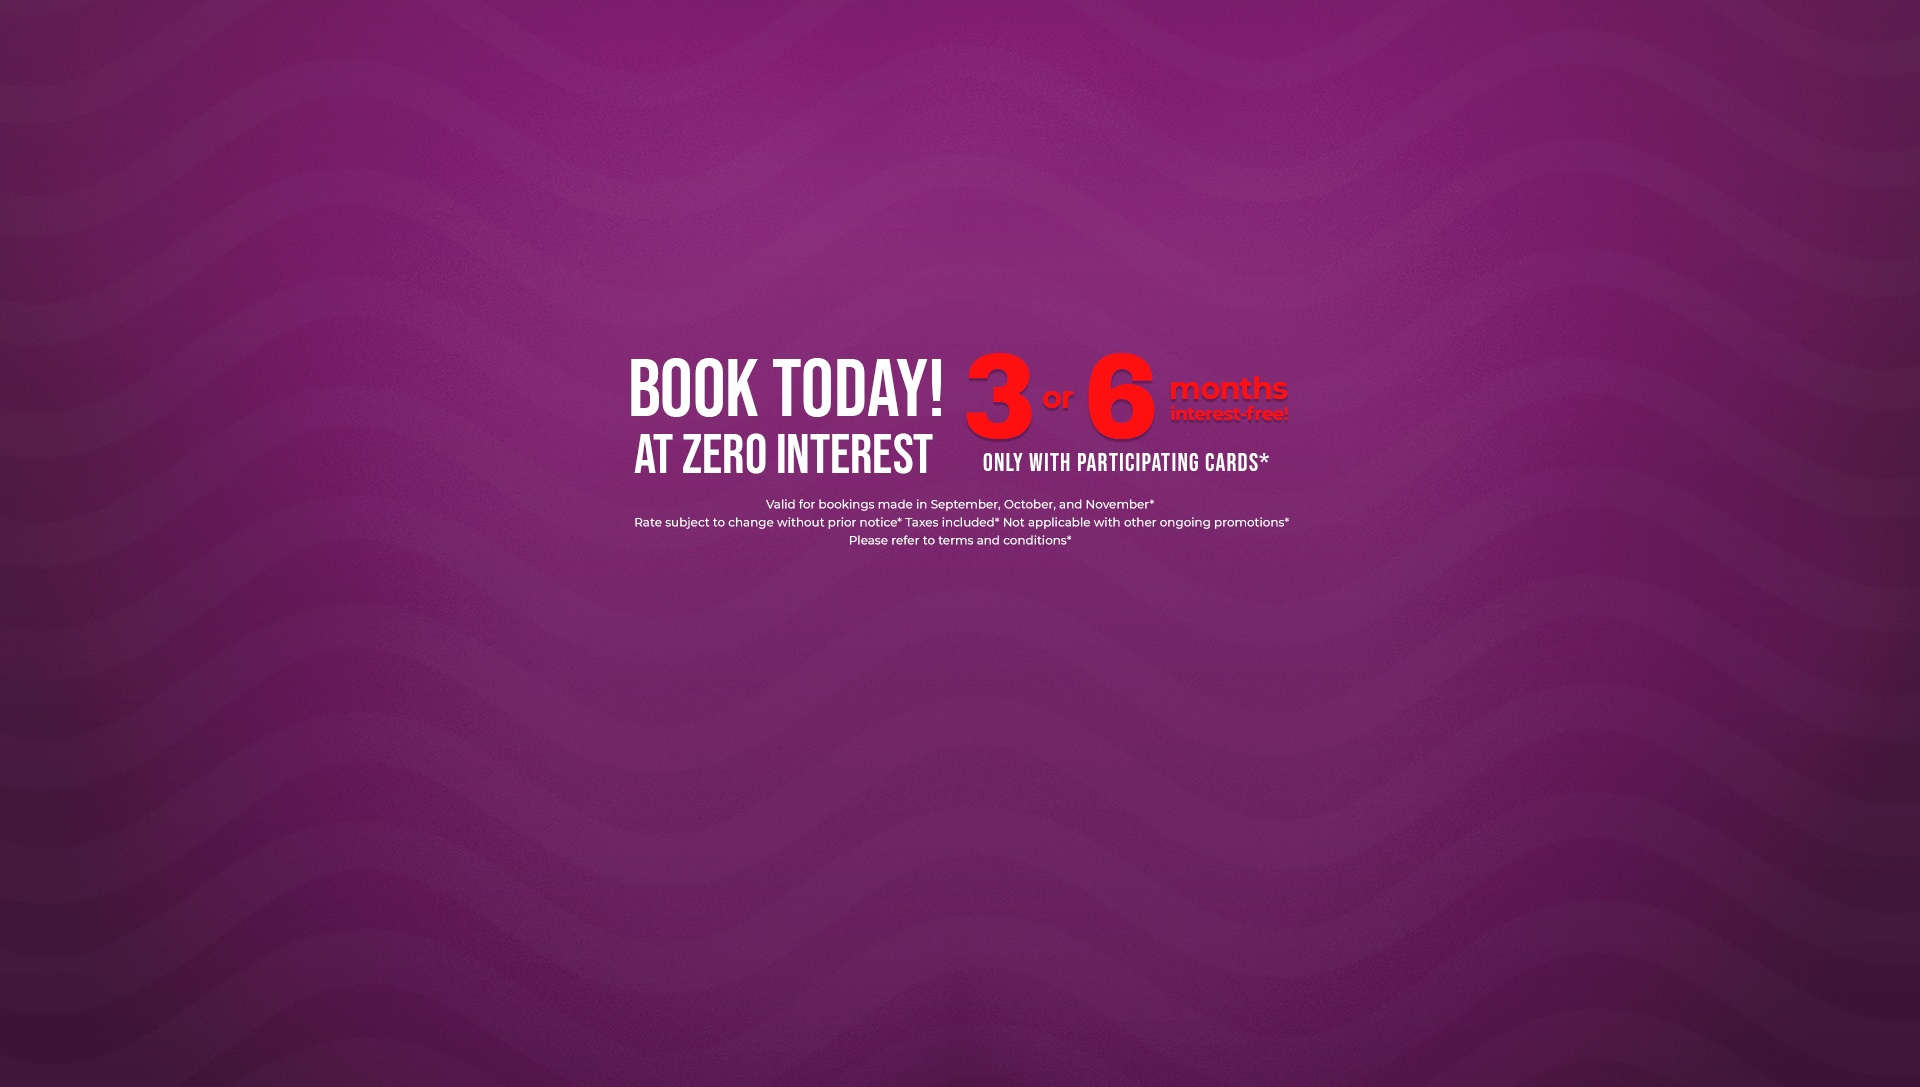 BOOK TODAY!
AT ZERO INTEREST
3 or 6 months
interest-free!
ONLY WITH PARTICIPATING CARDS*
Valid for bookings made in September, October, and November*
Rate subject to change without prior notice* Taxes included* Not applicable with other ongoing promotions*
Please refer to terms and conditions*